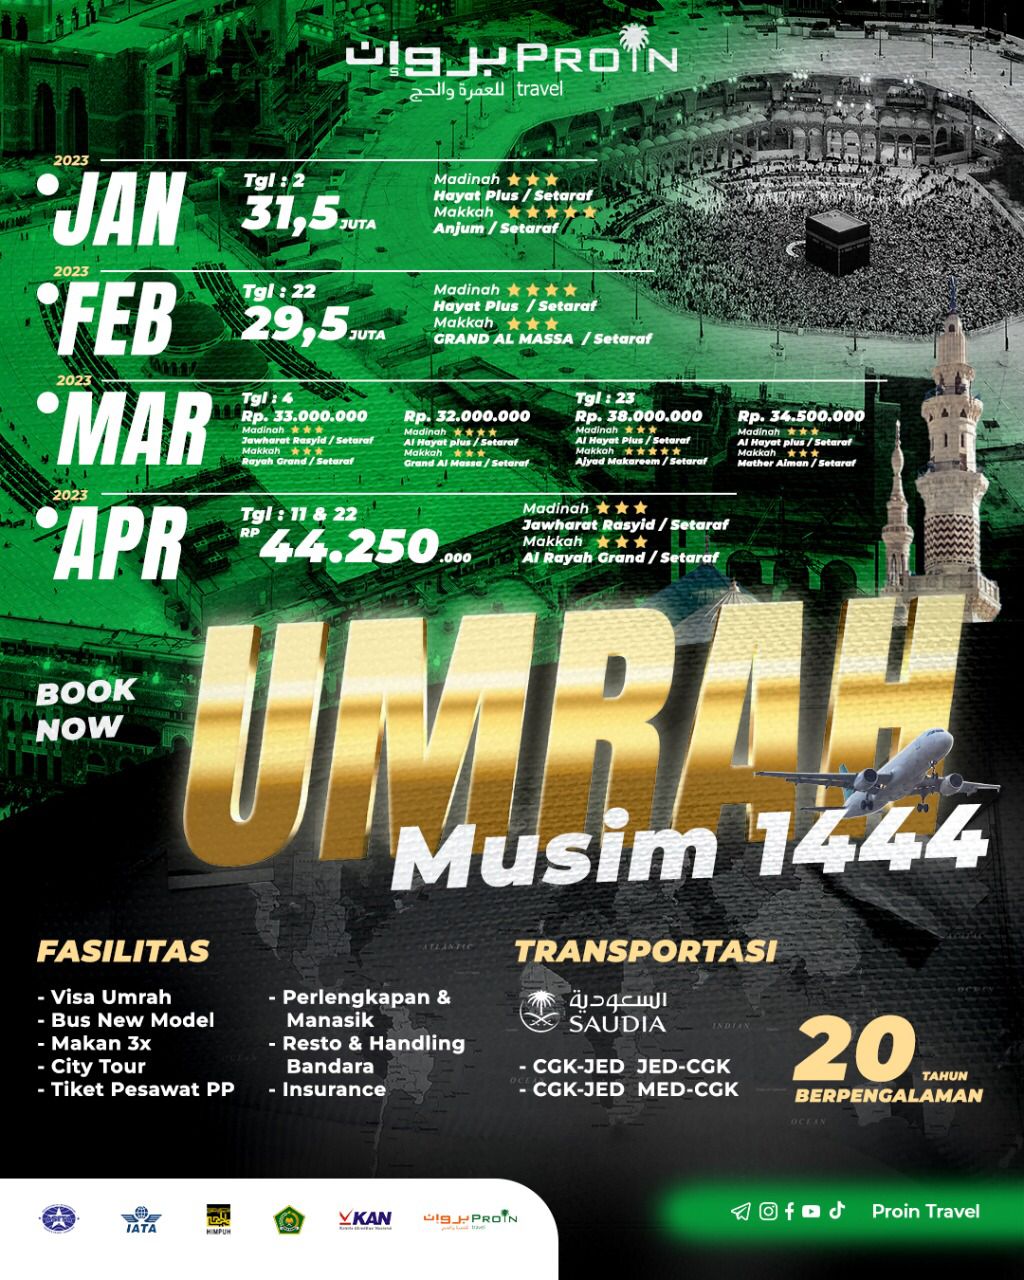 بروان PROIN
للعمرة والحج | travel
2023
JAN
Tgl : 2
31,5 JUTA
Madinah
Hayat Plus / Setaraf
Makkah
Anjum / Setaraf
2023
FEB
Tgl : 22
29,5 JUTA
Madinah
Hayat Plus / Setaraf
Makkah
GRAND AL MASSA / Setaraf
2023
MAR
Tgl : 4
Rp. 33.000.000
Madinah
Jawharat Rasyid / Setaraf
Makkah
Rayah Grand / Setaraf
Rp. 32.000.000
Madinah
Al Hayat plus / Setaraf
Makkah
Grand Al Massa / Setaraf
Tgl : 23
Rp. 38.000.000
Madinah
Al Hayat Plus / Setaraf
Makkah
Ajyad Makareem / Setaraf
Rp. 34.500.000
Madinah
Al Hayat plus / Setaraf
Makkah
Mather Aiman / Setaraf
2023
APR
Tgl : 11 & 22
RP 44.250.000
Madinah
Jawharat Rasyid / Setaraf
Makkah
Al Rayah Grand / Setaraf
BOOK
NOW
UMRAH
Musim 1444
FASILITAS
- Visa Umrah
- Bus New Model
- Makan 3x
- City Tour
- Tiket Pesawat PP
- Perlengkapan &
Manasik
- Resto & Handling
Bandara
- Insurance
TRANSPORTASI
السعودية
SAUDIA
- CGK-JED JED-CGK
- CGK-JED MED-CGK
20 TAHUN
BERPENGALAMAN
ATLANTIC
INDIAN
OCEAN
OCEAN
IATA
HIMPUH
KAN
بروان PROIN
travel
Proin Travel